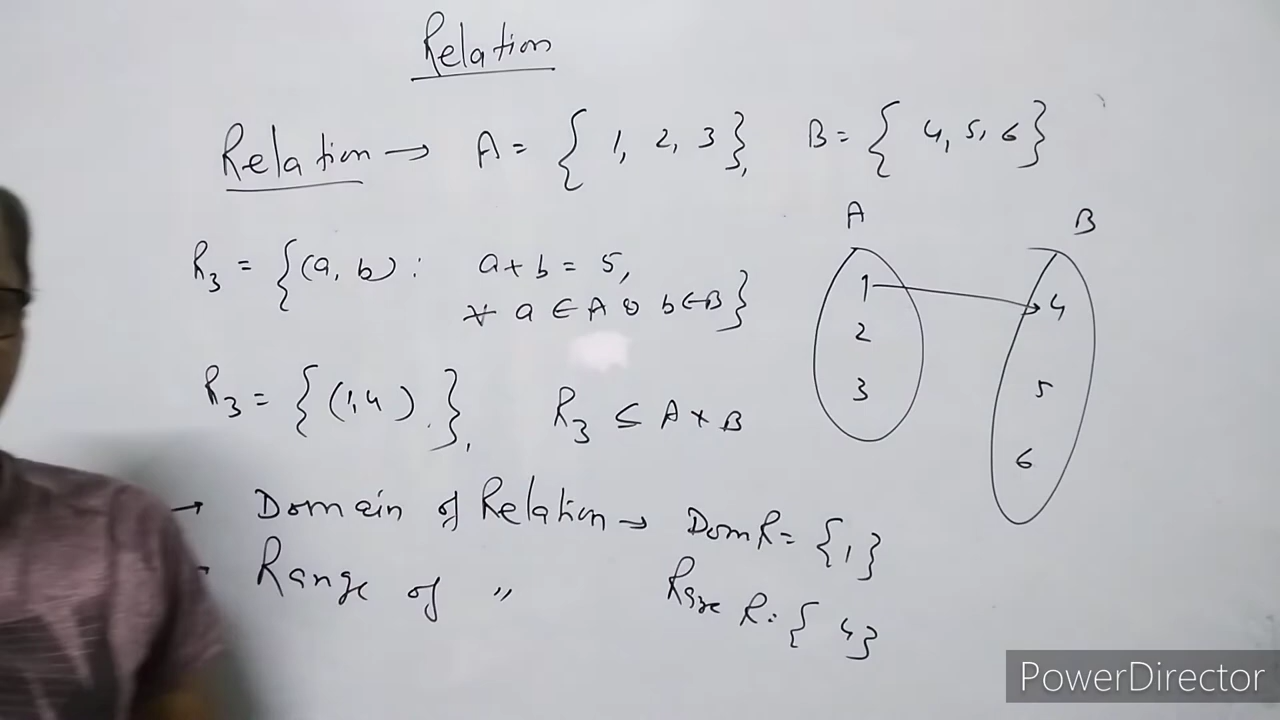 Relation
Relation → A = { 1, 2, 3 }, B = { 4, 5, 6 }
A B
R₃ = { (a, b) : a + b = 5,
∀ a ∈ A & b ∈ B }
1 → 4
2
3 5
6
R₃ = { (1, 4) . }, R₃ ⊆ A × B
→ Domain of Relation → Dom R = { 1 }
Range of " Range R = { 4 }
PowerDirector